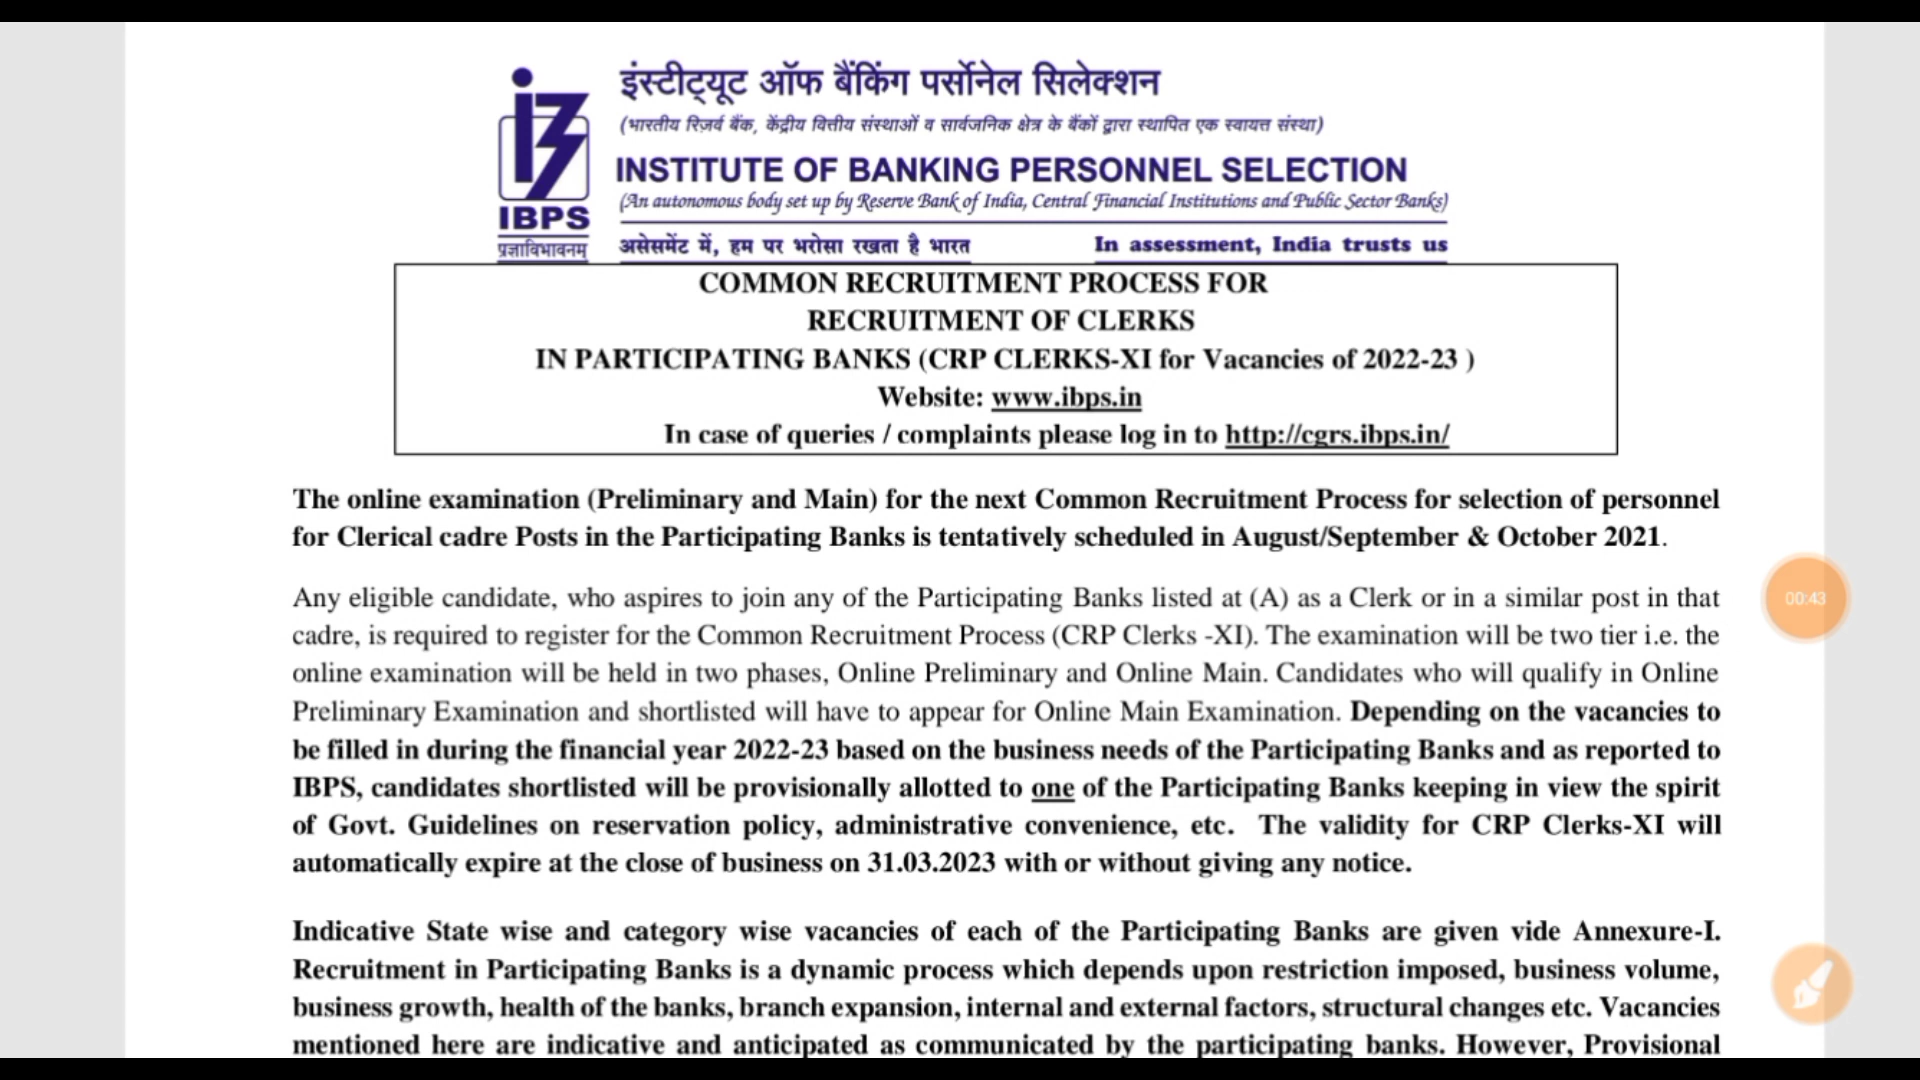 इंस्टीट्यूट ऑफ बैंकिंग पर्सोनेल सिलेक्शन
(भारतीय रिज़र्व बैंक, केंद्रीय वित्तीय संस्थाओं व सार्वजनिक क्षेत्र के बैंकों द्वारा स्थापित एक स्वायत्त संस्था)
INSTITUTE OF BANKING PERSONNEL SELECTION
(An autonomous body set up by Reserve Bank of India, Central Financial Institutions and Public Sector Banks)
IBPS
प्रज्ञाविभावनम्
असेसमेंट में, हम पर भरोसा रखता है भारत In assessment, India trusts us
COMMON RECRUITMENT PROCESS FOR
RECRUITMENT OF CLERKS
IN PARTICIPATING BANKS (CRP CLERKS-XI for Vacancies of 2022-23 )
Website: www.ibps.in
In case of queries / complaints please log in to http://cgrs.ibps.in/
The online examination (Preliminary and Main) for the next Common Recruitment Process for selection of personnel
for Clerical cadre Posts in the Participating Banks is tentatively scheduled in August/September & October 2021.
00:43
Any eligible candidate, who aspires to join any of the Participating Banks listed at (A) as a Clerk or in a similar post in that
cadre, is required to register for the Common Recruitment Process (CRP Clerks -XI). The examination will be two tier i.e. the
online examination will be held in two phases, Online Preliminary and Online Main. Candidates who will qualify in Online
Preliminary Examination and shortlisted will have to appear for Online Main Examination. Depending on the vacancies to
be filled in during the financial year 2022-23 based on the business needs of the Participating Banks and as reported to
IBPS, candidates shortlisted will be provisionally allotted to one of the Participating Banks keeping in view the spirit
of Govt. Guidelines on reservation policy, administrative convenience, etc. The validity for CRP Clerks-XI will
automatically expire at the close of business on 31.03.2023 with or without giving any notice.
Indicative State wise and category wise vacancies of each of the Participating Banks are given vide Annexure-I.
Recruitment in Participating Banks is a dynamic process which depends upon restriction imposed, business volume,
business growth, health of the banks, branch expansion, internal and external factors, structural changes etc. Vacancies
mentioned here are indicative and anticipated as communicated by the participating banks. However, Provisional